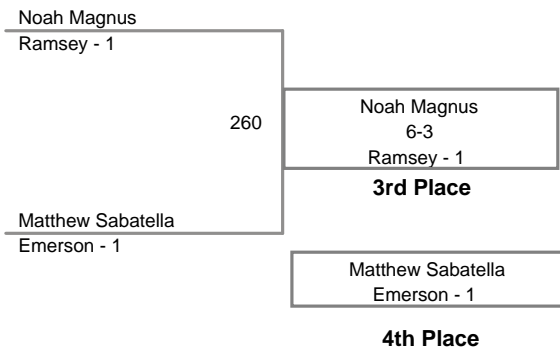 Noah Magnus
Ramsey - 1
260
Noah Magnus
6-3
Ramsey - 1
3rd Place
Matthew Sabatella
Emerson - 1
Matthew Sabatella
Emerson - 1
4th Place